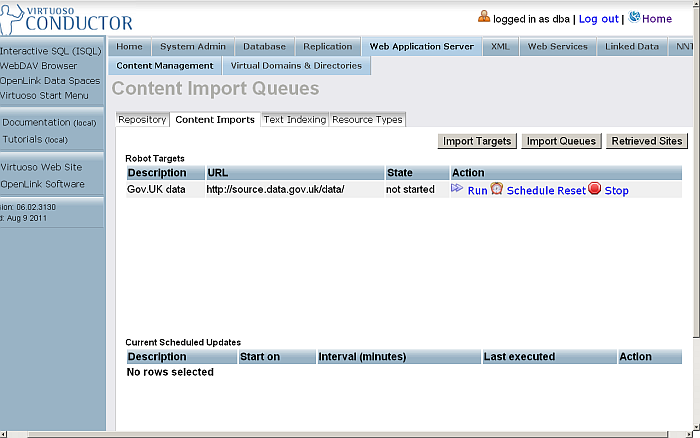 VIRTUOSO
CONDUCTOR
logged in as dba | Log out | Home
Interactive SQL (ISQL)
WebDAV Browser
OpenLink Data Spaces
Virtuoso Start Menu
Documentation (local)
Tutorials (local)
Virtuoso Web Site
OpenLink Software
sion: 06.02.3130
d: Aug 9 2011
Home System Admin Database Replication Web Application Server XML Web Services Linked Data NNT
Content Management Virtual Domains & Directories
Content Import Queues
Repository Content Imports Text Indexing Resource Types
Import Targets Import Queues Retrieved Sites
Robot Targets
Description URL State Action
Gov.UK data http://source.data.gov.uk/data/ not started Run Schedule Reset Stop
Current Scheduled Updates
Description Start on Interval (minutes) Last executed Action
No rows selected